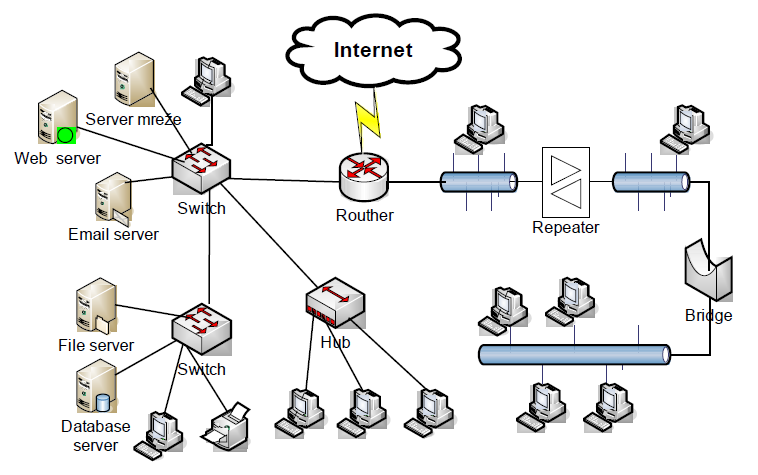 Internet
Server mreže
Web server
Switch
Routher
Email server
Repeater
File server
Switch
Hub
Bridge
Database
server